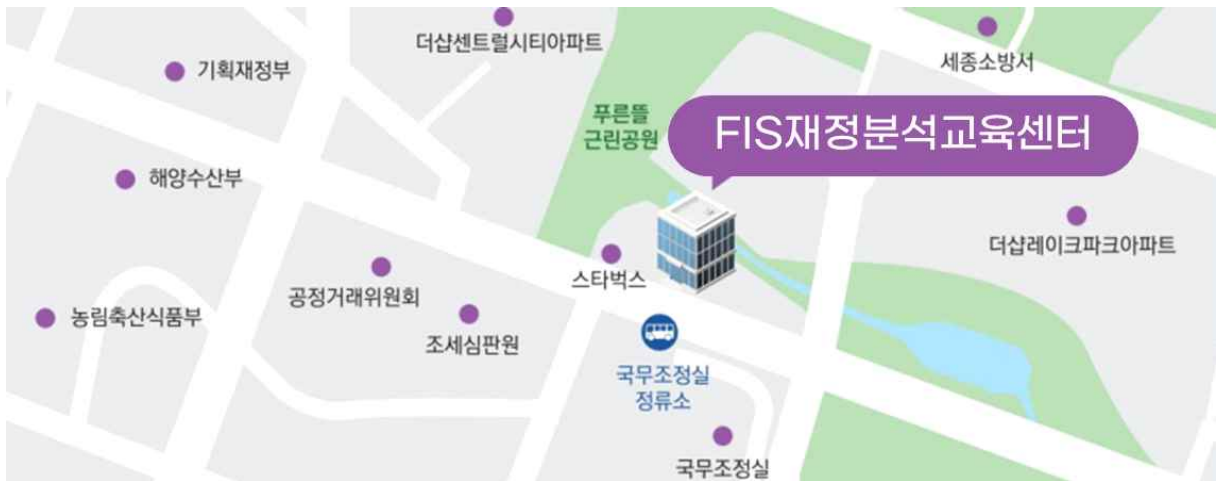 더샵센트럴시티아파트
세종소방서
기획재정부
푸른뜰
근린공원
FIS재정분석교육센터
해양수산부
더샵레이크파크아파트
스타벅스
공정거래위원회
농림축산식품부
조세심판원
국무조정실
정류소
국무조정실